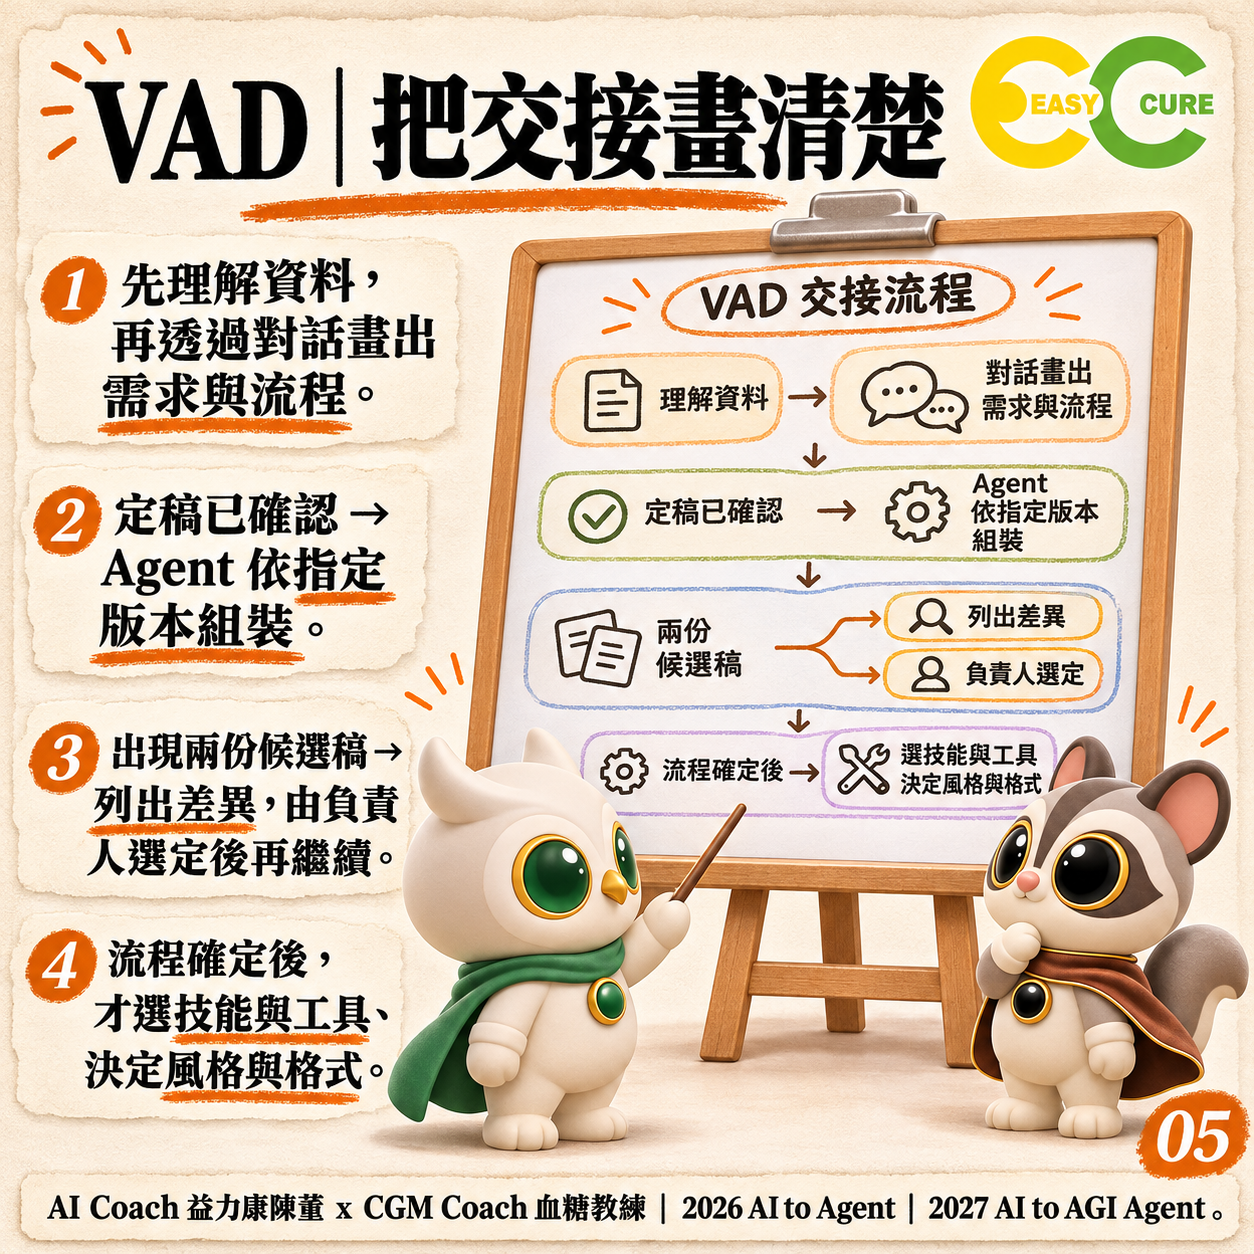 VAD｜把交接畫清楚
EASY CURE
1 先理解資料，
再透過對話畫出
需求與流程。
2 定稿已確認→
Agent 依指定
版本組裝。
3 出現兩份候選稿→
列出差異，由負責
人選定後再繼續。
4 流程確定後，
才選技能與工具、
決定風格與格式。
VAD 交接流程
理解資料 →
對話畫出
需求與流程
↓
定稿已確認 →
Agent
依指定版本
組裝
↓
兩份
候選稿
列出差異
負責人選定
↓
流程確定後→
選技能與工具
決定風格與格式
05
AI Coach 益力康陳董 x CGM Coach 血糖教練｜2026 AI to Agent｜2027 AI to AGI Agent。